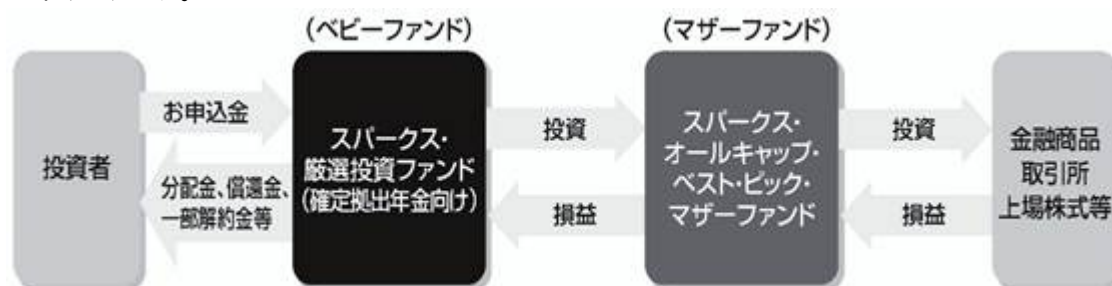 (ベビーファンド)
(マザーファンド)
投資者
お申込金
分配金、償還金、
一部解約金等
スパークス・
厳選投資ファンド
(確定拠出年金向け)
投資
損益
スパークス・
オールキャップ・
ベスト・ピック・
マザーファンド
投資
損益
金融商品
取引所
上場株式等